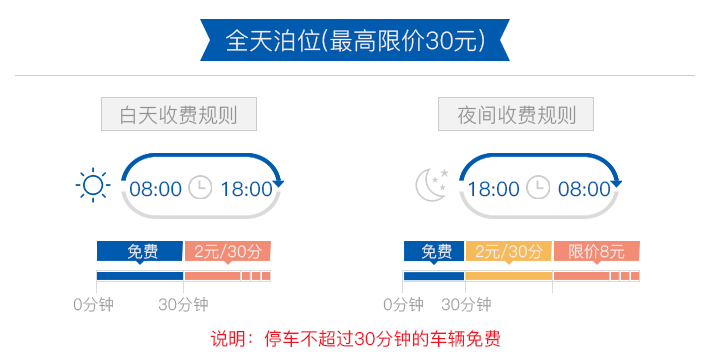 全天泊位(最高限价30元)
白天收费规则
夜间收费规则
08:00 18:00
18:00 08:00
免费 2元/30分
免费 2元/30分 限价8元
0分钟 30分钟
0分钟 30分钟
说明：停车不超过30分钟的车辆免费